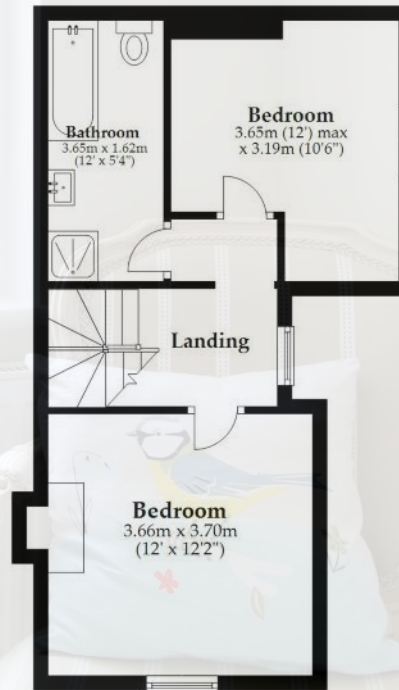 Bedroom
3.65m (12') max
x 3.19m (10'6")
Bathroom
3.65m x 1.62m
(12' x 5'4")
Landing
Bedroom
3.66m x 3.70m
(12' x 12'2")